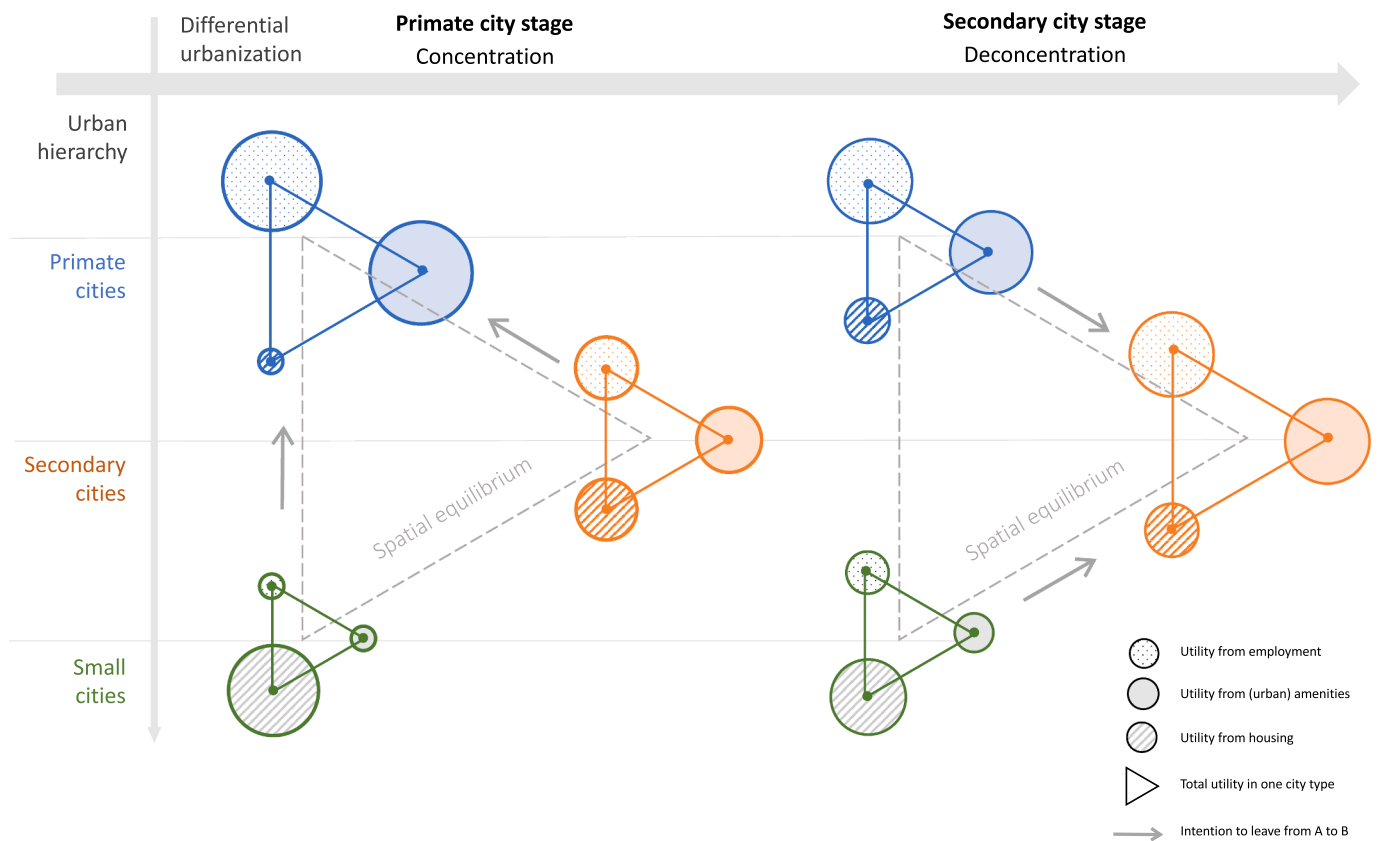 Differential
urbanization
Primate city stage
Concentration
Secondary city stage
Deconcentration
Urban
hierarchy
Primate
cities
Secondary
cities
Small
cities
Spatial equilibrium
Spatial equilibrium
Utility from employment
Utility from (urban) amenities
Utility from housing
Total utility in one city type
Intention to leave from A to B